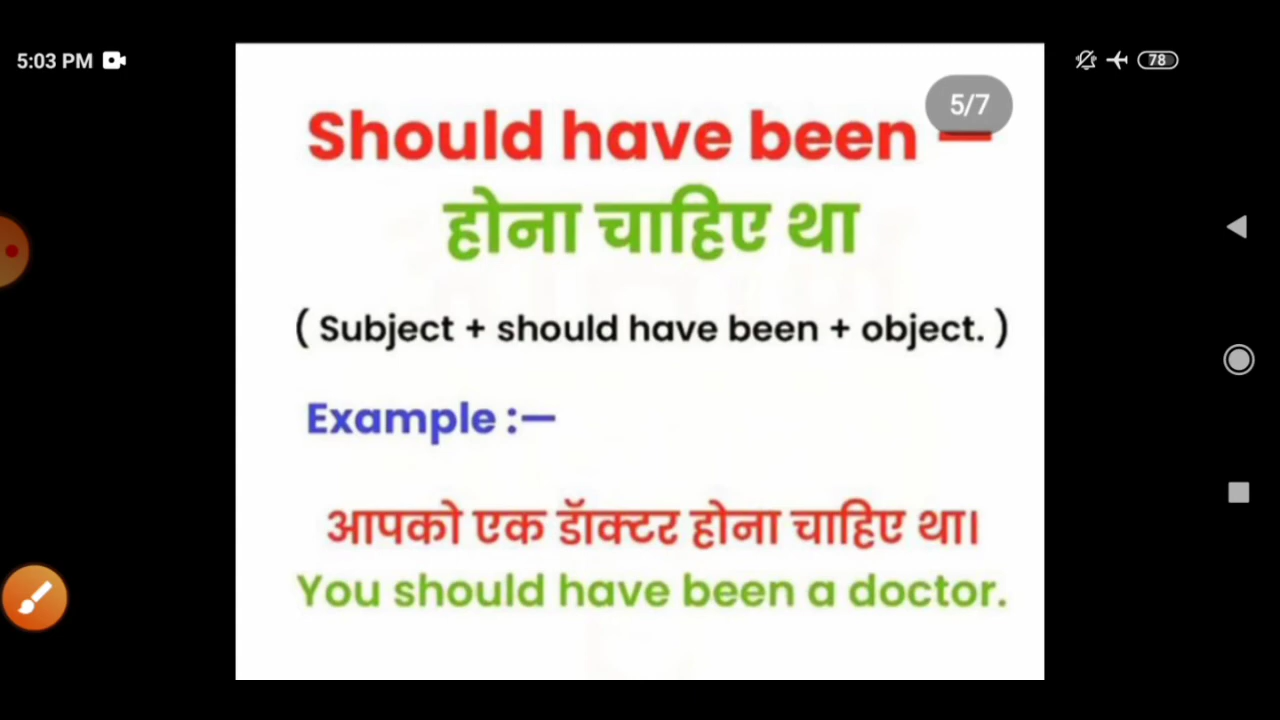 5:03 PM
78
5/7
Should have been —
होना चाहिए था
( Subject + should have been + object. )
Example :—
आपको एक डॉक्टर होना चाहिए था।
You should have been a doctor.